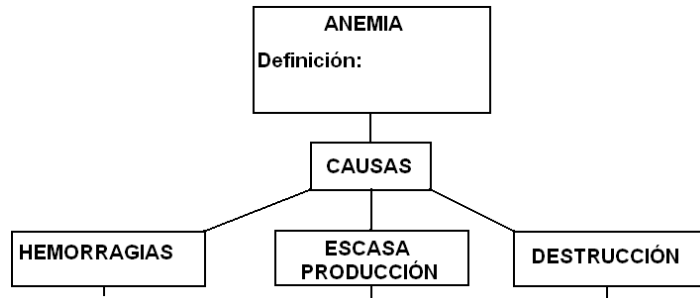 ANEMIA
Definición:
CAUSAS
HEMORRAGIAS
ESCASA
PRODUCCIÓN
DESTRUCCIÓN